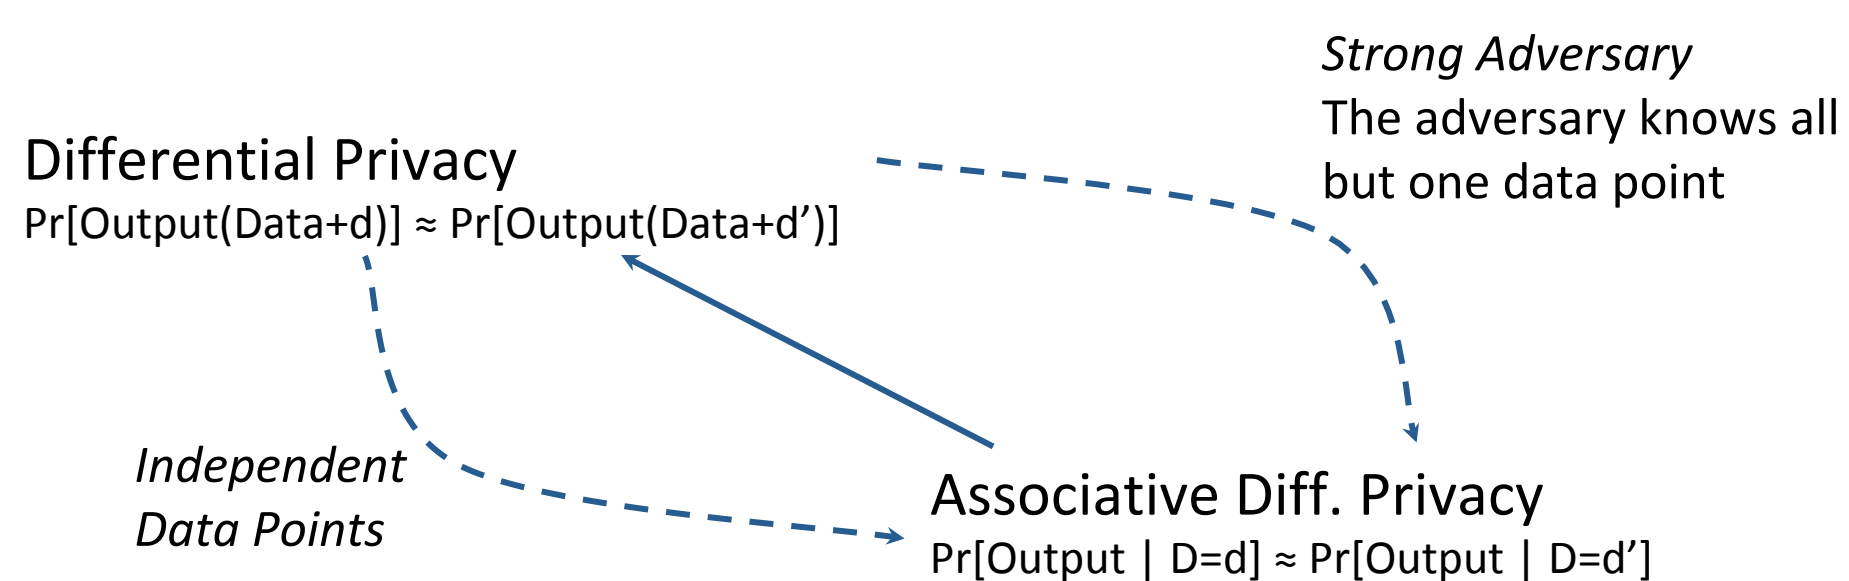 Strong Adversary
The adversary knows all
but one data point
Differential Privacy
Pr[Output(Data+d)] ≈ Pr[Output(Data+d’)]
Independent
Data Points
Associative Diff. Privacy
Pr[Output | D=d] ≈ Pr[Output | D=d’]